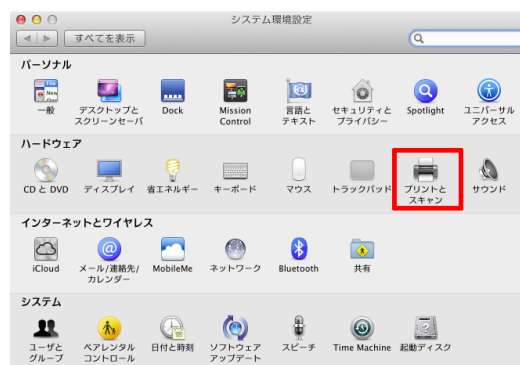 システム環境設定
すべてを表示
パーソナル
一般
デスクトップと
スクリーンセーバ
Dock
Mission
Control
言語と
テキスト
セキュリティと
プライバシー
Spotlight
ユニバーサル
アクセス
ハードウェア
CD と DVD
ディスプレイ
省エネルギー
キーボード
マウス
トラックパッド
プリントと
スキャン
サウンド
インターネットとワイヤレス
iCloud
メール/連絡先/
カレンダー
MobileMe
ネットワーク
Bluetooth
共有
システム
ユーザと
グループ
ペアレンタル
コントロール
日付と時刻
ソフトウェア
アップデート
スピーチ
Time Machine
起動ディスク